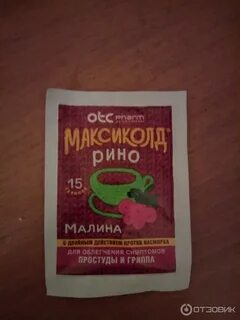 otc pharm
МАКСИКОЛД®
рино
15
МАЛИНА
С ДВОЙНЫМ ДЕЙСТВИЕМ ПРОТИВ НАСМОРКА
ДЛЯ ОБЛЕГЧЕНИЯ СИМПТОМОВ
ПРОСТУДЫ И ГРИППА
ОТЗОВИК